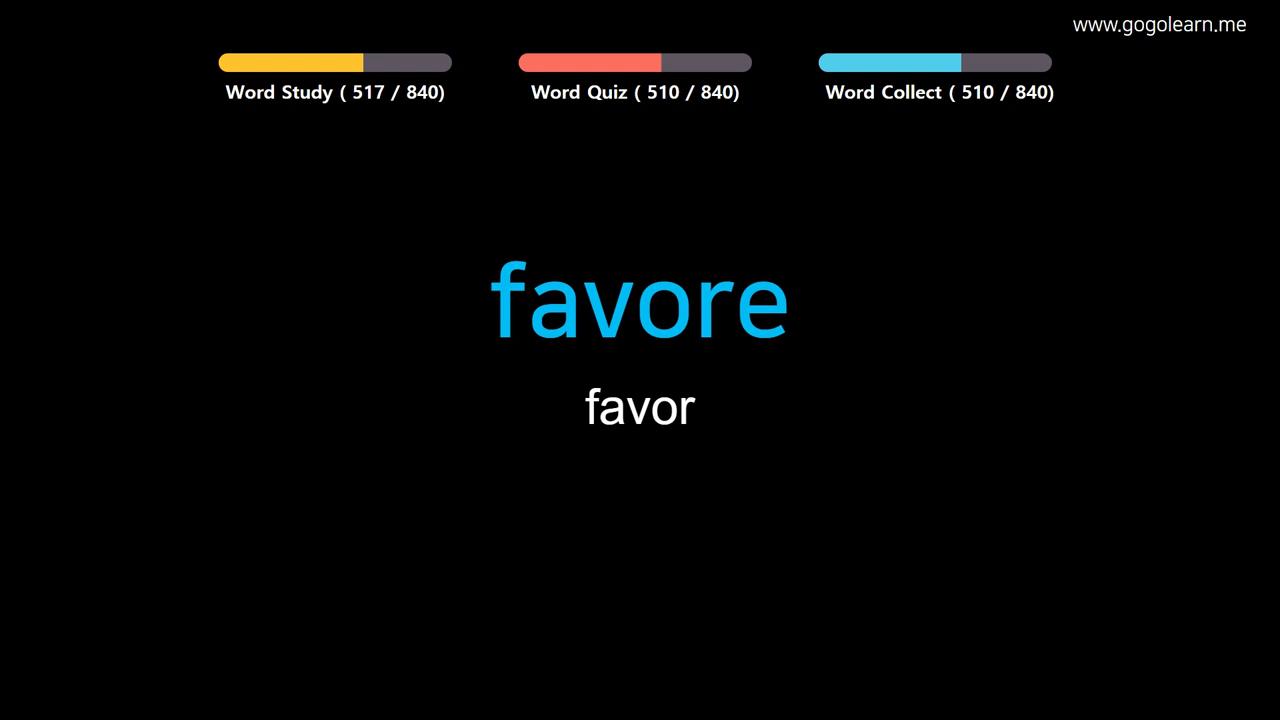 www.gogolearn.me
Word Study ( 517 / 840)
Word Quiz ( 510 / 840)
Word Collect ( 510 / 840)
favore
favor